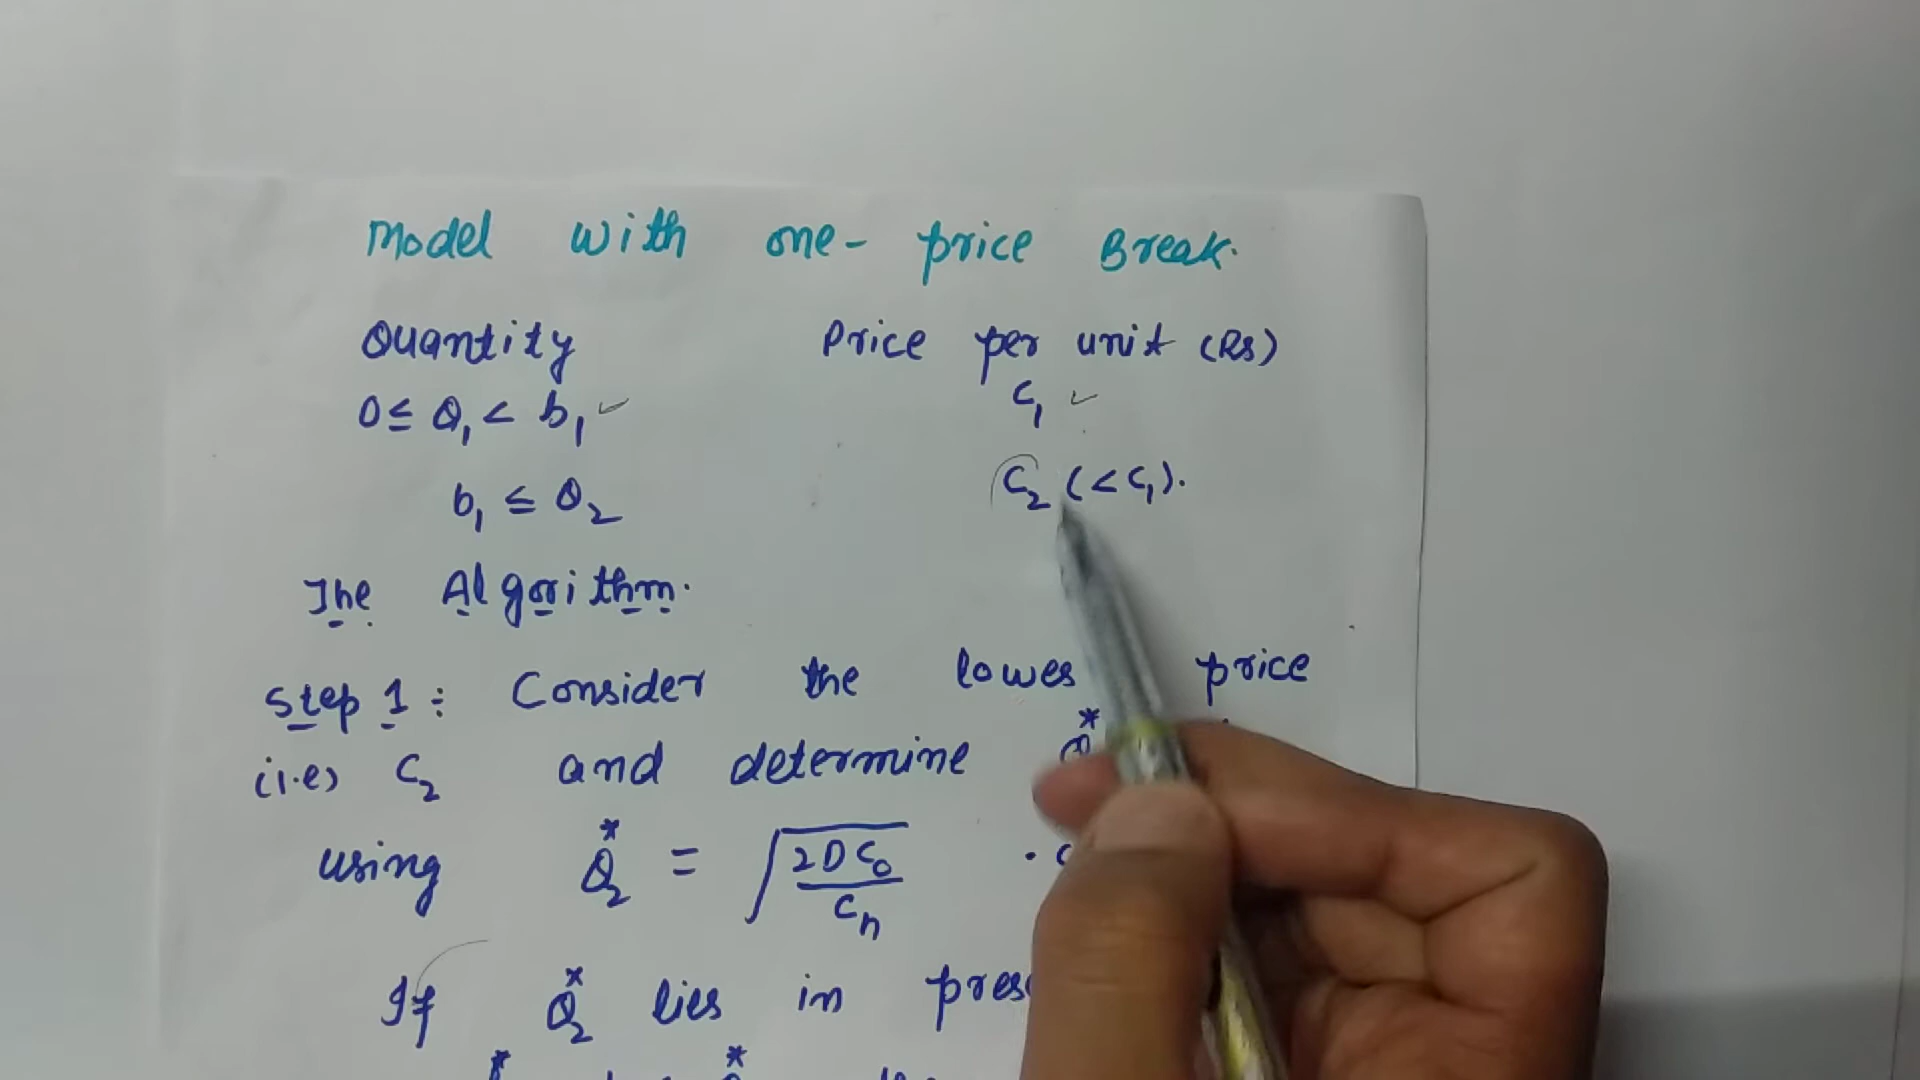 Model with one- price Break.
Quantity Price per unit (Rs)
0 ≤ Q₁ < b₁ ✓ C₁ ✓
b₁ ≤ Q₂ C₂ (< C₁).
The Algorithm.
Step 1 : Consider the lowes price
(i.e) C₂ and determine Q*
using Q₂* = √(2DC₀/Cₕ)
If Q₂* lies in